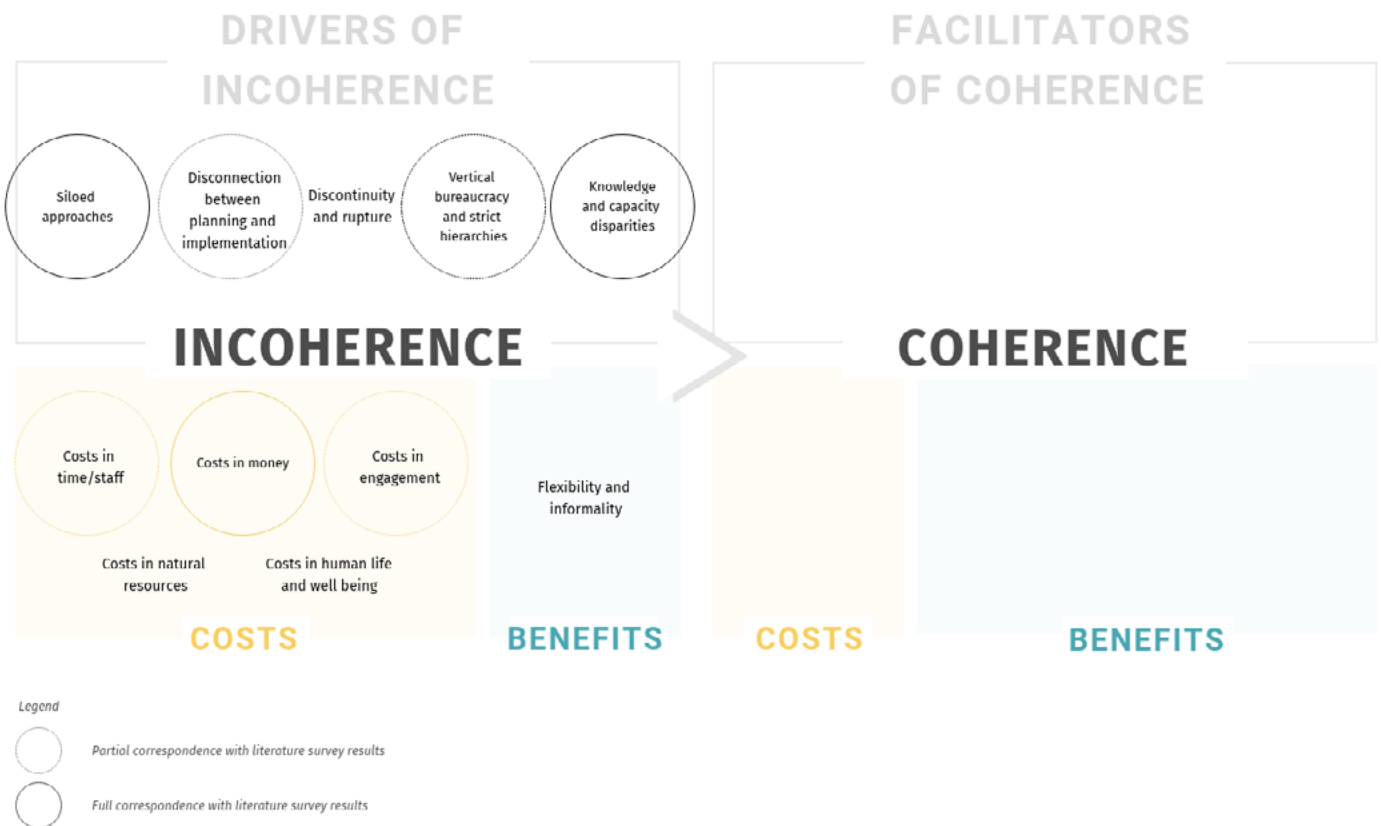 DRIVERS OF
INCOHERENCE
FACILITATORS
OF COHERENCE
Siloed
approaches
Disconnection
between
planning and
implementation
Discontinuity
and rupture
Vertical
bureaucracy
and strict
hierarchies
Knowledge
and capacity
disparities
INCOHERENCE
COHERENCE
Costs in
time/staff
Costs in money
Costs in
engagement
Costs in natural
resources
Costs in human life
and well being
Flexibility and
informality
COSTS
BENEFITS
COSTS
BENEFITS
Legend
Partial correspondence with literature survey results
Full correspondence with literature survey results